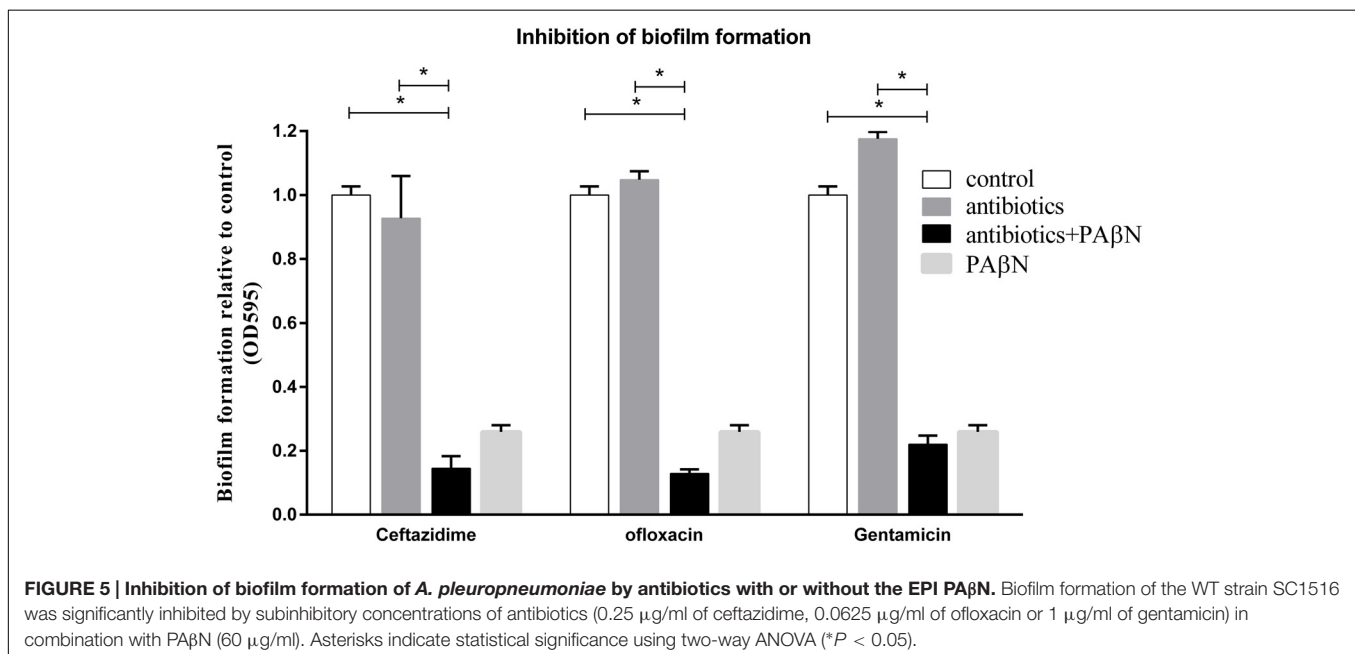 Inhibition of biofilm formation
* * *
* * *
Biofilm formation relative to control
(OD595)
1.2
1.0
0.8
0.6
0.4
0.2
0.0
control
antibiotics
antibiotics+PAβN
PAβN
Ceftazidime ofloxacin Gentamicin
FIGURE 5 | Inhibition of biofilm formation of A. pleuropneumoniae by antibiotics with or without the EPI PAβN. Biofilm formation of the WT strain SC1516
was significantly inhibited by subinhibitory concentrations of antibiotics (0.25 μg/ml of ceftazidime, 0.0625 μg/ml of ofloxacin or 1 μg/ml of gentamicin) in
combination with PAβN (60 μg/ml). Asterisks indicate statistical significance using two-way ANOVA (*P < 0.05).